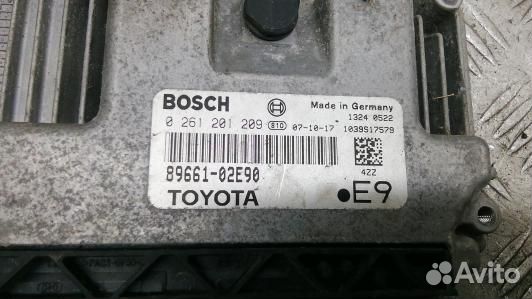 BOSCH
Made in Germany
1324 0522
0 261 201 209 810 07-10-17 1039S17579
89661-02E90
4ZZ
TOYOTA
●E9
Avito